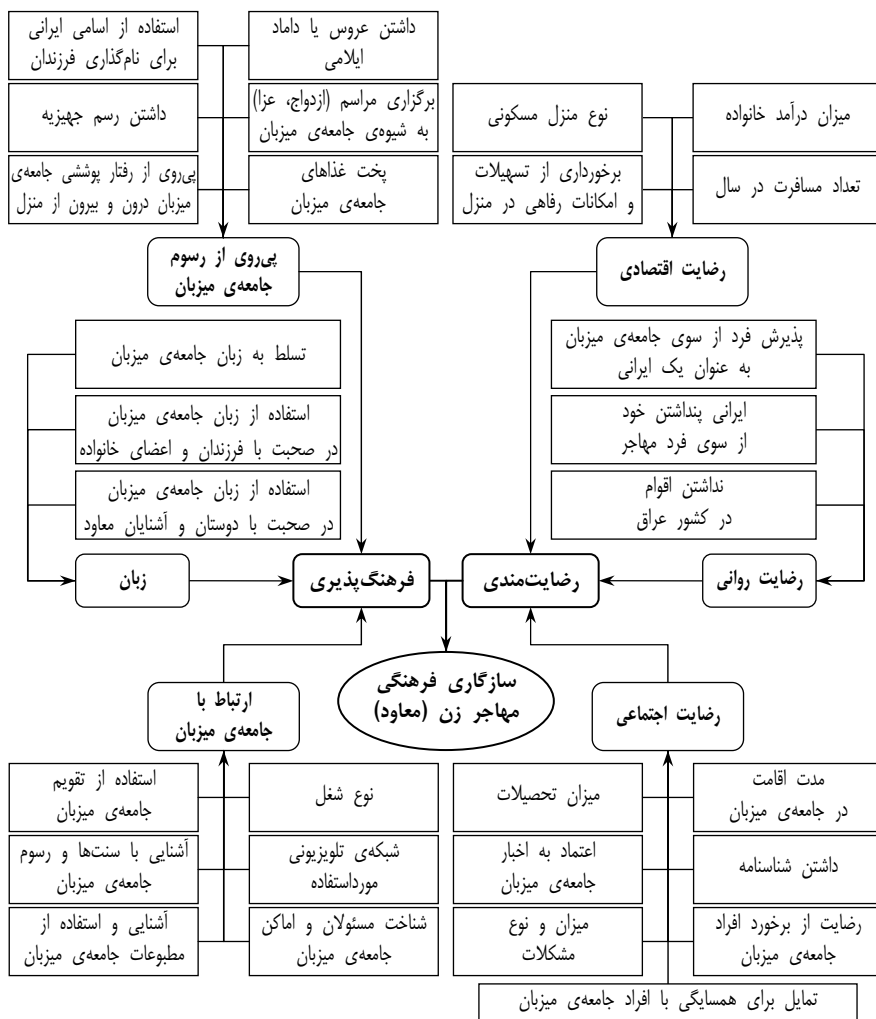 داشتن عروس یا داماد
ایلامی
استفاده از اسامی ایرانی
برای نام‌گذاری فرزندان
برگزاری مراسم (ازدواج، عزا)
به شیوه‌ی جامعه‌ی میزبان
داشتن رسم جهیزیه
پخت غذاهای
جامعه‌ی میزبان
پی‌روی از رفتار پوششی جامعه‌ی
میزبان درون و بیرون از منزل
میزان درآمد خانواده
نوع منزل مسکونی
تعداد مسافرت در سال
برخورداری از تسهیلات
و امکانات رفاهی در منزل
رضایت اقتصادی
پی‌روی از رسوم
جامعه‌ی میزبان
پذیرش فرد از سوی جامعه‌ی میزبان
به عنوان یک ایرانی
ایرانی پنداشتن خود
از سوی فرد مهاجر
نداشتن اقوام
در کشور عراق
تسلط به زبان جامعه‌ی میزبان
استفاده از زبان جامعه‌ی میزبان
در صحبت با فرزندان و اعضای خانواده
استفاده از زبان جامعه‌ی میزبان
در صحبت با دوستان و آشنایان معاود
رضایت روانی
رضایت‌مندی
فرهنگ‌پذیری
زبان
سازگاری فرهنگی
مهاجر زن (معاود)
رضایت اجتماعی
ارتباط با
جامعه‌ی میزبان
مدت اقامت
در جامعه‌ی میزبان
میزان تحصیلات
داشتن شناسنامه
اعتماد به اخبار
جامعه‌ی میزبان
رضایت از برخورد افراد
جامعه‌ی میزبان
میزان و نوع
مشکلات
تمایل برای همسایگی با افراد جامعه‌ی میزبان
نوع شغل
استفاده از تقویم
جامعه‌ی میزبان
شبکه‌ی تلویزیونی
مورداستفاده
آشنایی با سنت‌ها و رسوم
جامعه‌ی میزبان
شناخت مسئولان و اماکن
جامعه‌ی میزبان
آشنایی و استفاده از
مطبوعات جامعه‌ی میزبان